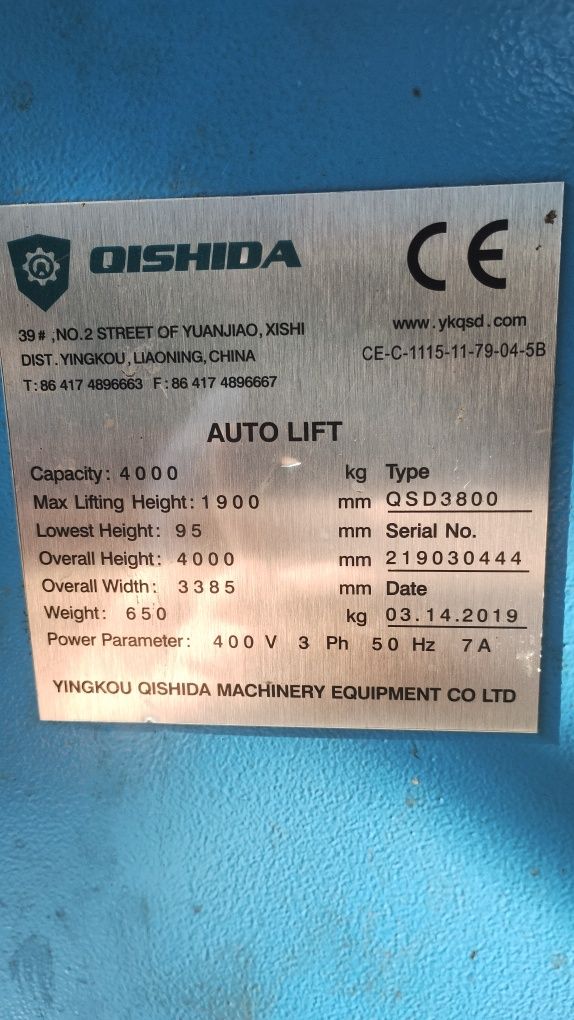 QISHIDA
CE
39# ,NO.2 STREET OF YUANJIAO, XISHI
DIST. YINGKOU, LIAONING, CHINA
T: 86 417 4896663 F: 86 417 4896667
www.ykqsd.com
CE-C-1115-11-79-04-5B
AUTO LIFT
Capacity: 4000 kg
Max Lifting Height: 1900 mm
Lowest Height: 95 mm
Overall Height: 4000 mm
Overall Width: 3385 mm
Weight: 650 kg
Type
QSD3800
Serial No.
219030444
Date
03.14.2019
Power Parameter: 400 V 3 Ph 50 Hz 7A
YINGKOU QISHIDA MACHINERY EQUIPMENT CO LTD